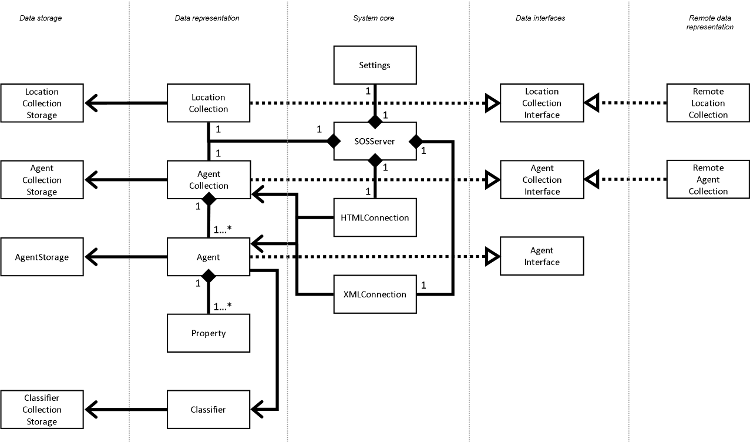 Data storage
Data representation
System core
Data interfaces
Remote data
representation
Settings
1
Location
Collection
Storage
Location
Collection
Location
Collection
Interface
Remote
Location
Collection
1
1
1
SOSServer
1
1
1
Agent
Collection
Storage
Agent
Collection
Agent
Collection
Interface
Remote
Agent
Collection
1
1
1...*
HTMLConnection
AgentStorage
Agent
Agent
Interface
1
1...*
XMLConnection
1
Property
Classifier
Collection
Storage
Classifier